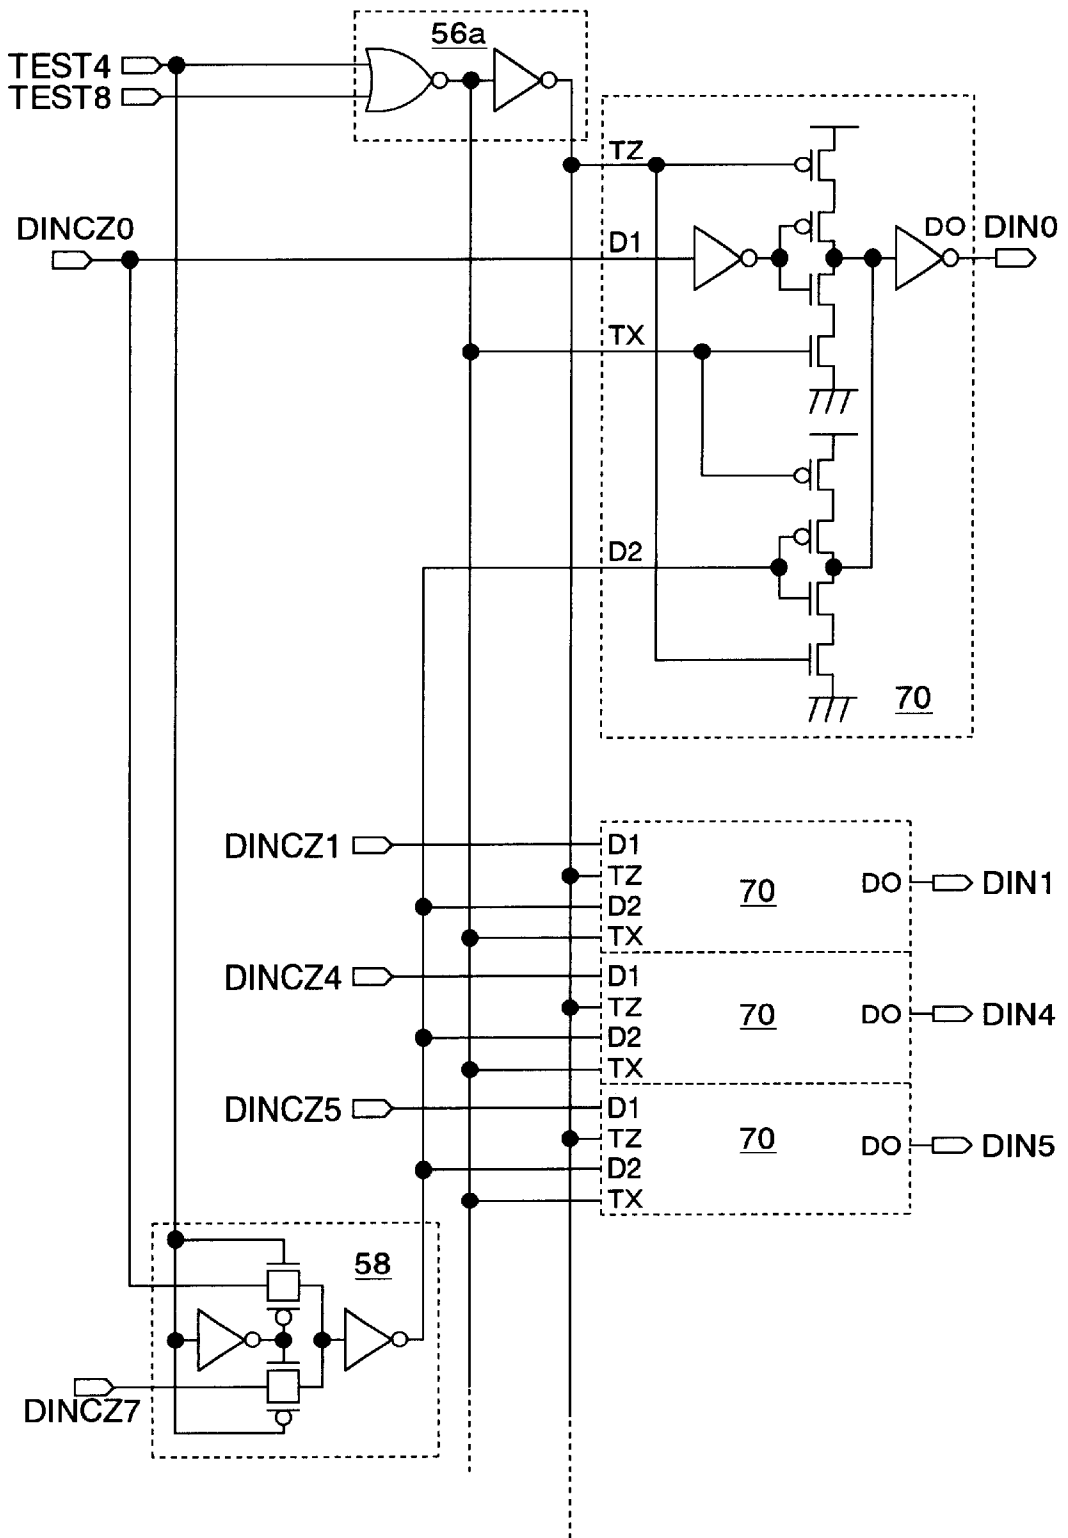 56a
TEST4
TEST8
TZ
DINCZ0
D1
DO
DIN0
TX
D2
70
DINCZ1
D1
TZ
D2
TX
70
DO
DIN1
DINCZ4
D1
TZ
D2
TX
70
DO
DIN4
DINCZ5
D1
TZ
D2
TX
70
DO
DIN5
58
DINCZ7